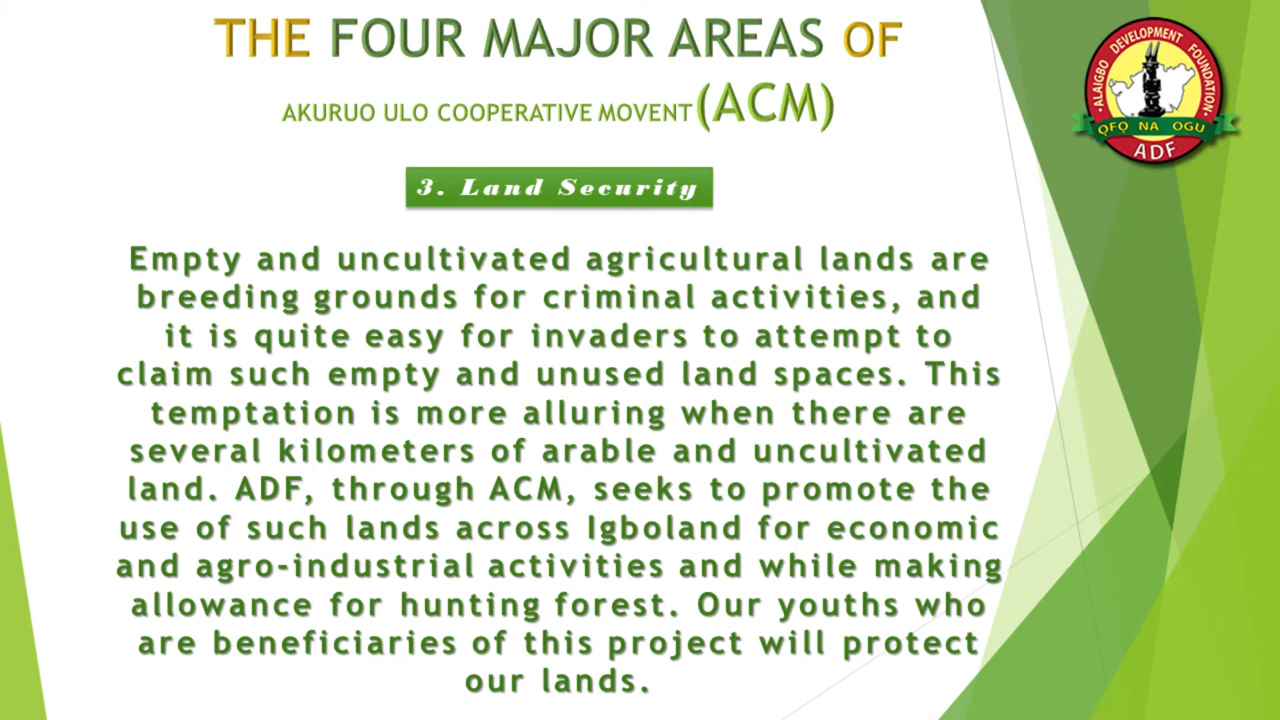 THE FOUR MAJOR AREAS OF
AKURUO ULO COOPERATIVE MOVENT (ACM)
ALAIGBO DEVELOPMENT FOUNDATION
ỌFỌ NA OGU
ADF
3. Land Security
Empty and uncultivated agricultural lands are
breeding grounds for criminal activities, and
it is quite easy for invaders to attempt to
claim such empty and unused land spaces. This
temptation is more alluring when there are
several kilometers of arable and uncultivated
land. ADF, through ACM, seeks to promote the
use of such lands across Igboland for economic
and agro-industrial activities and while making
allowance for hunting forest. Our youths who
are beneficiaries of this project will protect
our lands.